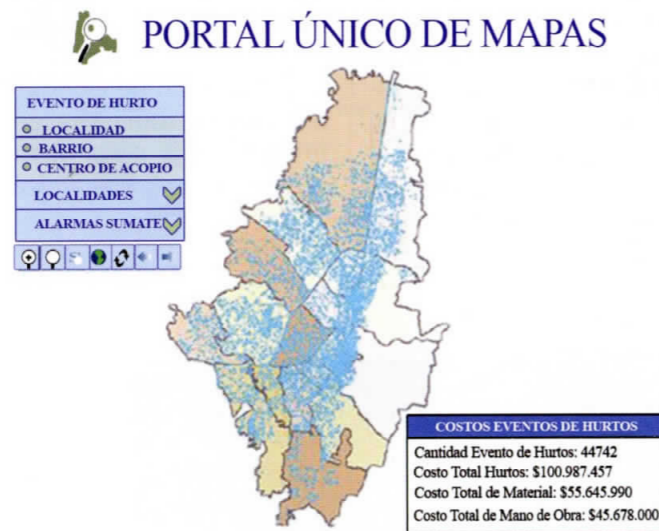 PORTAL ÚNICO DE MAPAS
EVENTO DE HURTO
LOCALIDAD
BARRIO
CENTRO DE ACOPIO
LOCALIDADES
ALARMAS SUMATE
COSTOS EVENTOS DE HURTOS
Cantidad Evento de Hurtos: 44742
Costo Total Hurtos: $100.987.457
Costo Total de Material: $55.645.990
Costo Total de Mano de Obra: $45.678.000